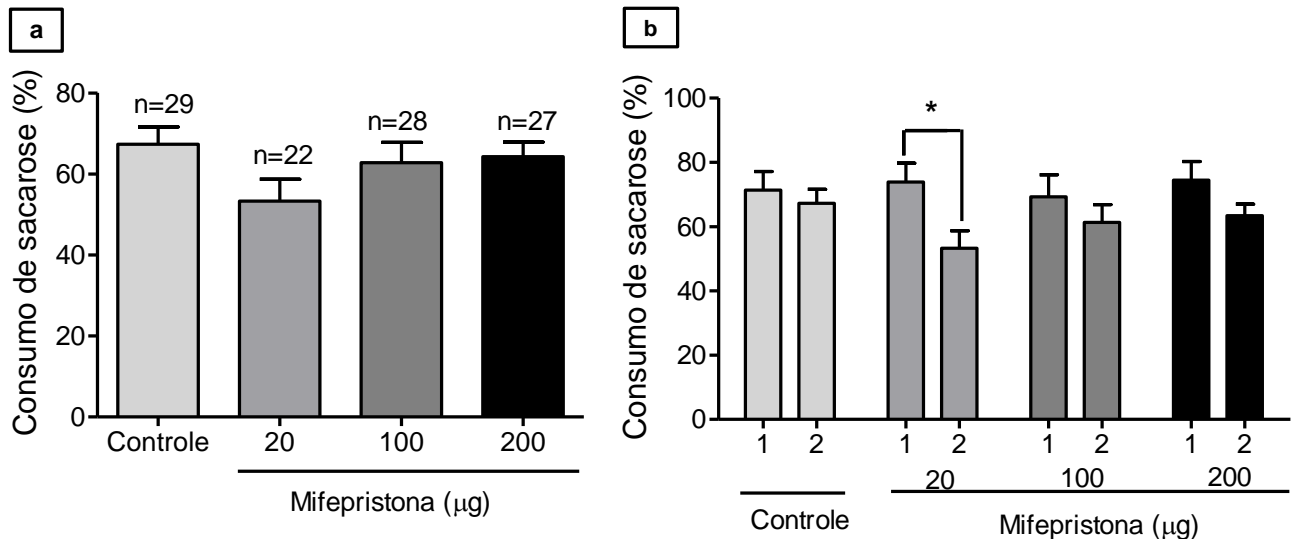 a
Consumo de sacarose (%)
80
60
40
20
0
n=29
n=22
n=28
n=27
Controle
20
100
200
Mifepristona (µg)
b
Consumo de sacarose (%)
100
80
60
40
20
0
*
1 2 1 2 1 2 1 2
20 100 200
Controle
Mifepristona (µg)